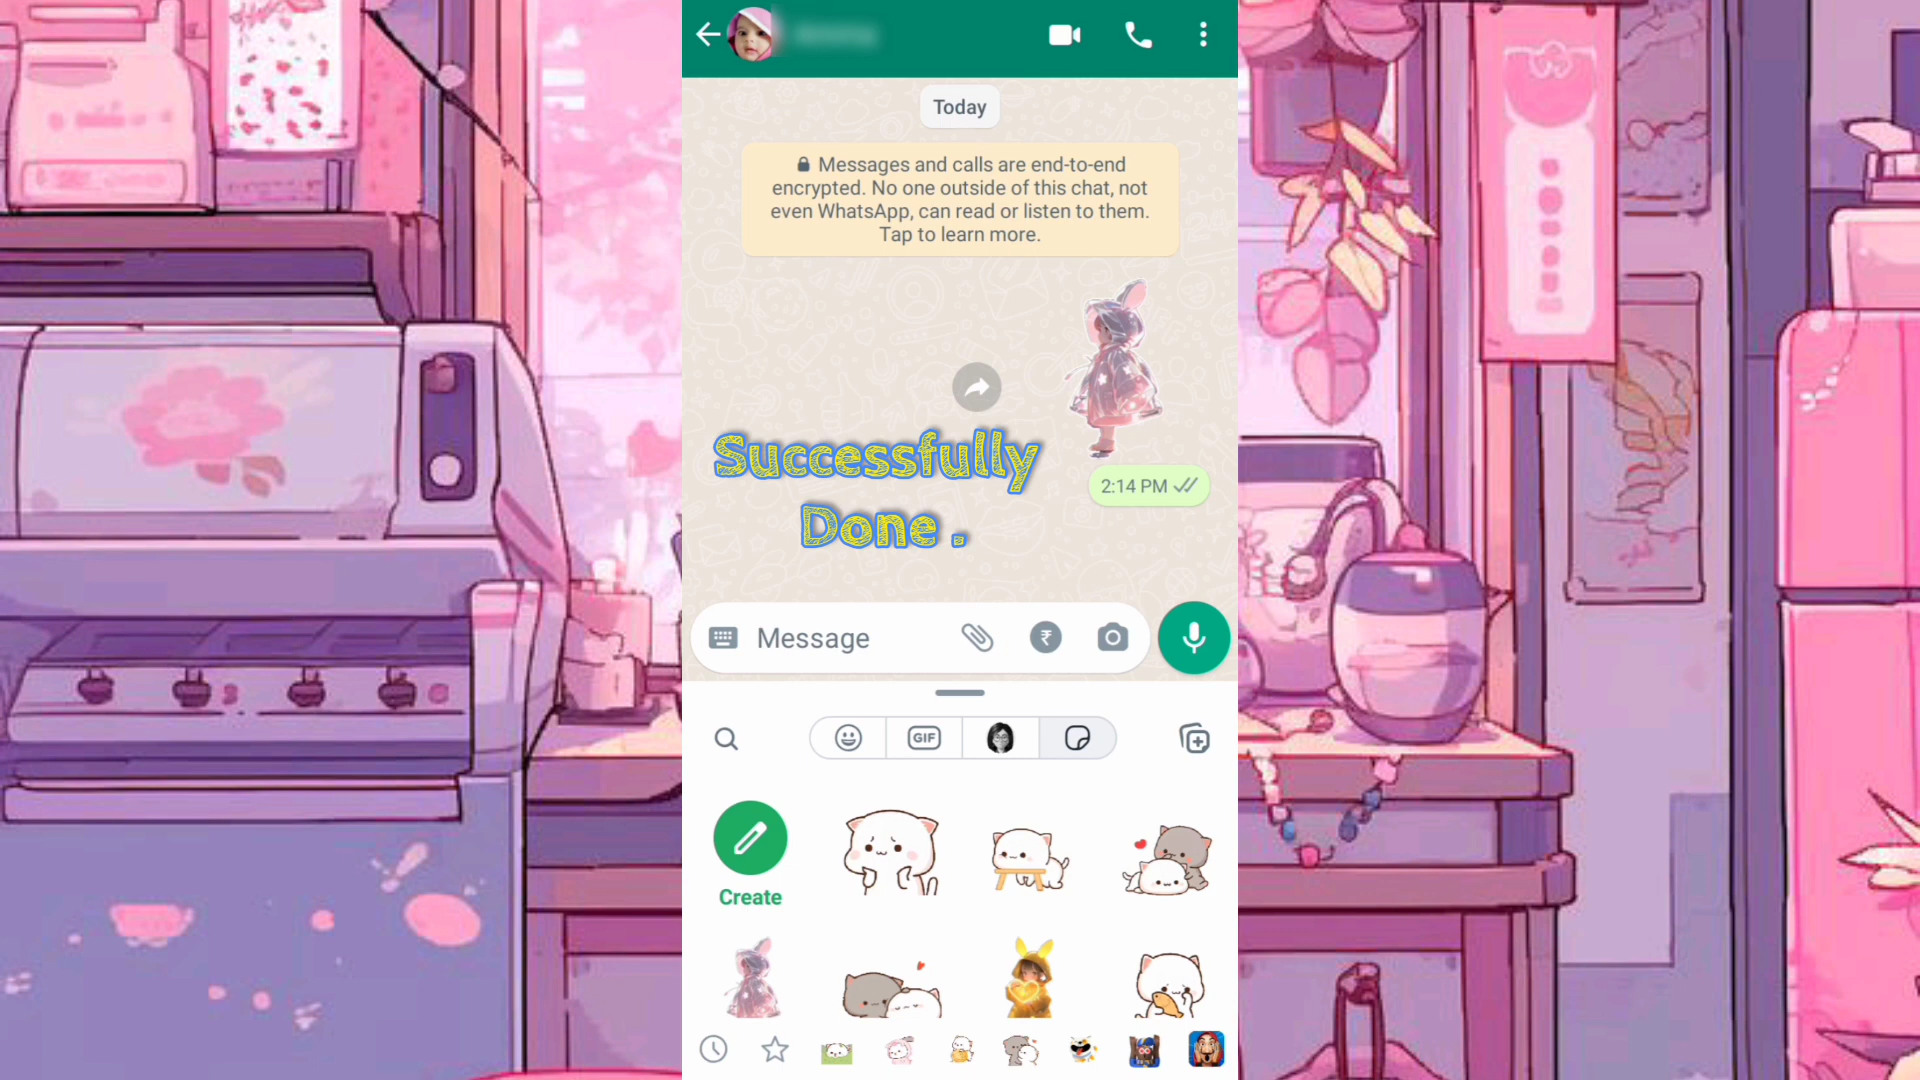 Today
Messages and calls are end-to-end
encrypted. No one outside of this chat, not
even WhatsApp, can read or listen to them.
Tap to learn more.
Successfully
Done .
2:14 PM
Message
₹
GIF
Create